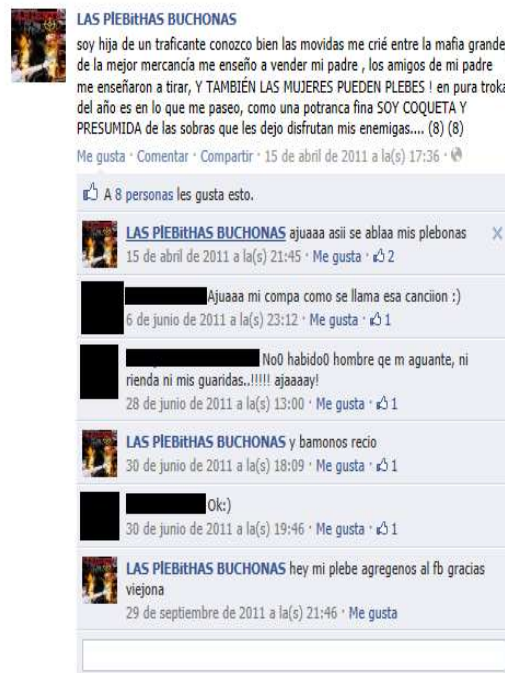 LAS PlEBitHAS BUCHONAS
soy hija de un traficante conozco bien las movidas me crié entre la mafia grande
de la mejor mercancía me enseño a vender mi padre , los amigos de mi padre
me enseñaron a tirar, Y TAMBIÉN LAS MUJERES PUEDEN PLEBES ! en pura troka
del año es en lo que me paseo, como una potranca fina SOY COQUETA Y
PRESUMIDA de las sobras que les dejo disfrutan mis enemigas.... (8) (8)
Me gusta · Comentar · Compartir · 15 de abril de 2011 a la(s) 17:36 ·
A 8 personas les gusta esto.
LAS PlEBitHAS BUCHONAS ajuaaa asii se ablaa mis plebonas
15 de abril de 2011 a la(s) 21:45 · Me gusta · 2
Ajuaaa mi compa como se llama esa canciion :)
6 de junio de 2011 a la(s) 23:12 · Me gusta · 1
No0 habido0 hombre qe m aguante, ni
rienda ni mis guaridas..!!!!! ajaaaay!
28 de junio de 2011 a la(s) 13:00 · Me gusta · 1
LAS PlEBitHAS BUCHONAS y bamonos recio
30 de junio de 2011 a la(s) 18:09 · Me gusta · 1
Ok:)
30 de junio de 2011 a la(s) 19:46 · Me gusta · 1
LAS PlEBitHAS BUCHONAS hey mi plebe agregenos al fb gracias
viejona
29 de septiembre de 2011 a la(s) 21:46 · Me gusta